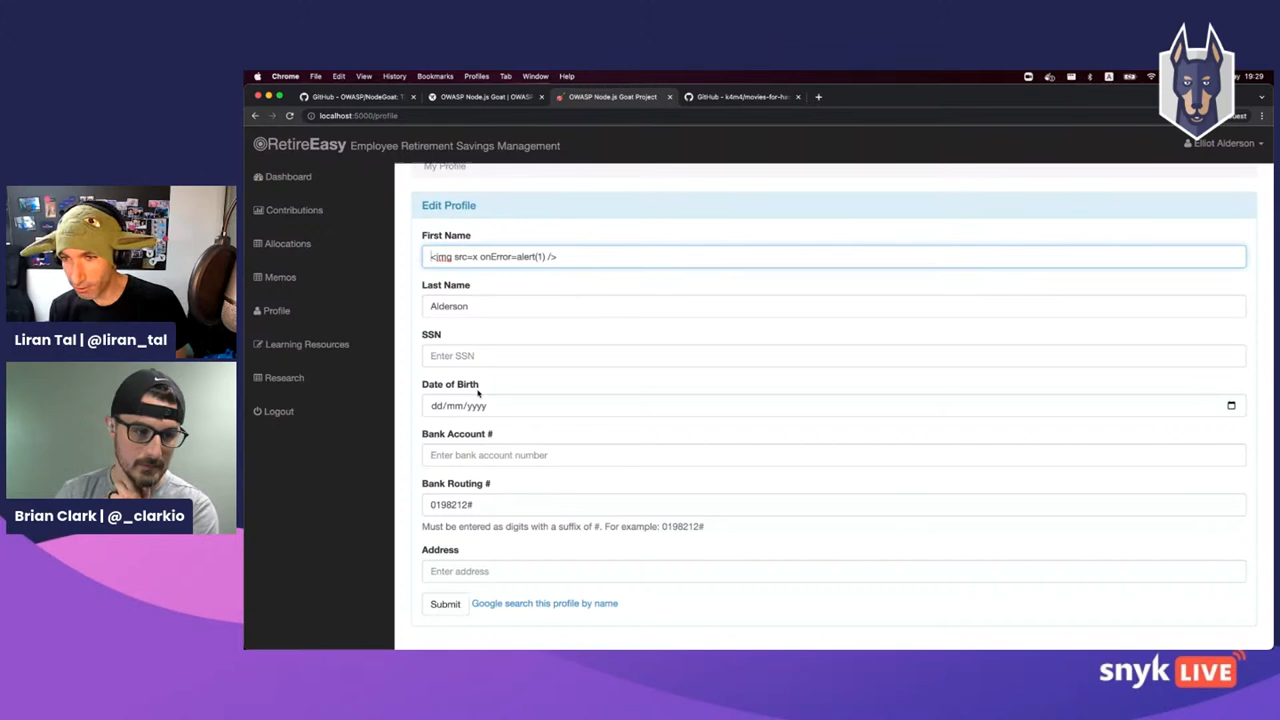 Chrome File Edit View History Bookmarks Profiles Tab Window Help
19:29
GitHub - OWASP/NodeGoat: T
OWASP Node.js Goat | OWASP
OWASP Node.js Goat Project
GitHub - k4m4/movies-for-ha
localhost:5000/profile
RetireEasy Employee Retirement Savings Management
Elliot Alderson
Dashboard
Contributions
Allocations
Memos
Profile
Learning Resources
Research
Logout
My Profile
Edit Profile
First Name
<img src=x onError=alert(1) />
Last Name
Alderson
SSN
Enter SSN
Date of Birth
dd/mm/yyyy
Bank Account #
Enter bank account number
Bank Routing #
0198212#
Must be entered as digits with a suffix of #. For example: 0198212#
Address
Enter address
Submit
Google search this profile by name
Liran Tal | @liran_tal
Brian Clark | @_clarkio
snyk LIVE